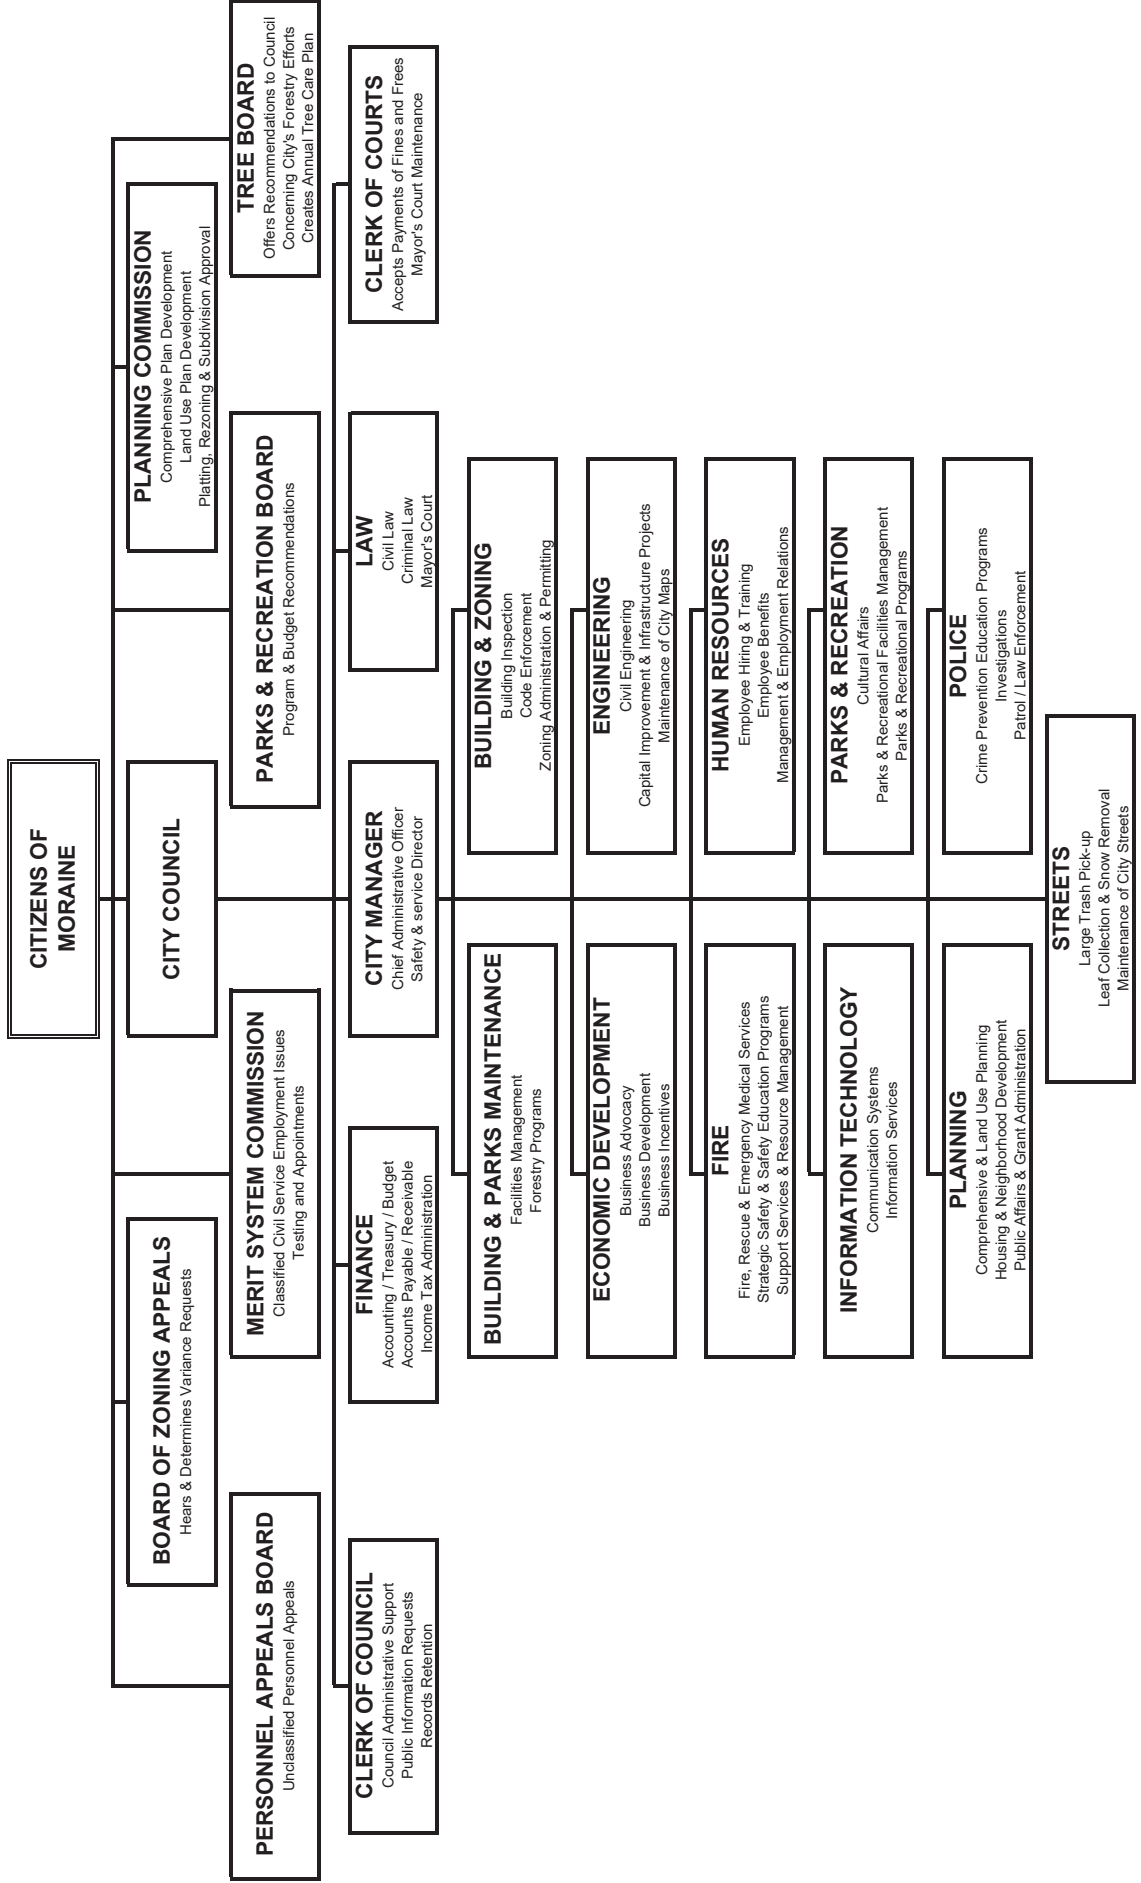 CITIZENS OF
MORAINE
PERSONNEL APPEALS BOARD
Unclassified Personnel Appeals
BOARD OF ZONING APPEALS
Hears & Determines Variance Requests
MERIT SYSTEM COMMISSION
Classified Civil Service Employment Issues
Testing and Appointments
CITY COUNCIL
PARKS & RECREATION BOARD
Program & Budget Recommendations
PLANNING COMMISSION
Comprehensive Plan Development
Land Use Plan Development
Platting, Rezoning & Subdivision Approval
TREE BOARD
Offers Recommendations to Council
Concerning City's Forestry Efforts
Creates Annual Tree Care Plan
CLERK OF COUNCIL
Council Administrative Support
Public Information Requests
Records Retention
FINANCE
Accounting / Treasury / Budget
Accounts Payable / Receivable
Income Tax Administration
CITY MANAGER
Chief Administrative Officer
Safety & service Director
LAW
Civil Law
Criminal Law
Mayor's Court
CLERK OF COURTS
Accepts Payments of Fines and Frees
Mayor's Court Maintenance
BUILDING & PARKS MAINTENANCE
Facilities Management
Forestry Programs
BUILDING & ZONING
Building Inspection
Code Enforcement
Zoning Administration & Permitting
ECONOMIC DEVELOPMENT
Business Advocacy
Business Development
Business Incentives
ENGINEERING
Civil Engineering
Capital Improvement & Infrastructure Projects
Maintenance of City Maps
FIRE
Fire, Rescue & Emergency Medical Services
Strategic Safety & Safety Education Programs
Support Services & Resource Management
HUMAN RESOURCES
Employee Hiring & Training
Employee Benefits
Management & Employment Relations
INFORMATION TECHNOLOGY
Communication Systems
Information Services
PARKS & RECREATION
Cultural Affairs
Parks & Recreational Facilities Management
Parks & Recreational Programs
PLANNING
Comprehensive & Land Use Planning
Housing & Neighborhood Development
Public Affairs & Grant Administration
POLICE
Crime Prevention Education Programs
Investigations
Patrol / Law Enforcement
STREETS
Large Trash Pick-up
Leaf Collection & Snow Removal
Maintenance of City Streets